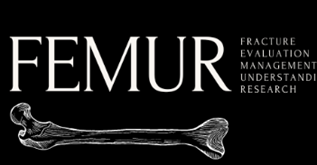 FEMUR
FRACTURE
EVALUATION
MANAGEMENT
UNDERSTANDI
RESEARCH